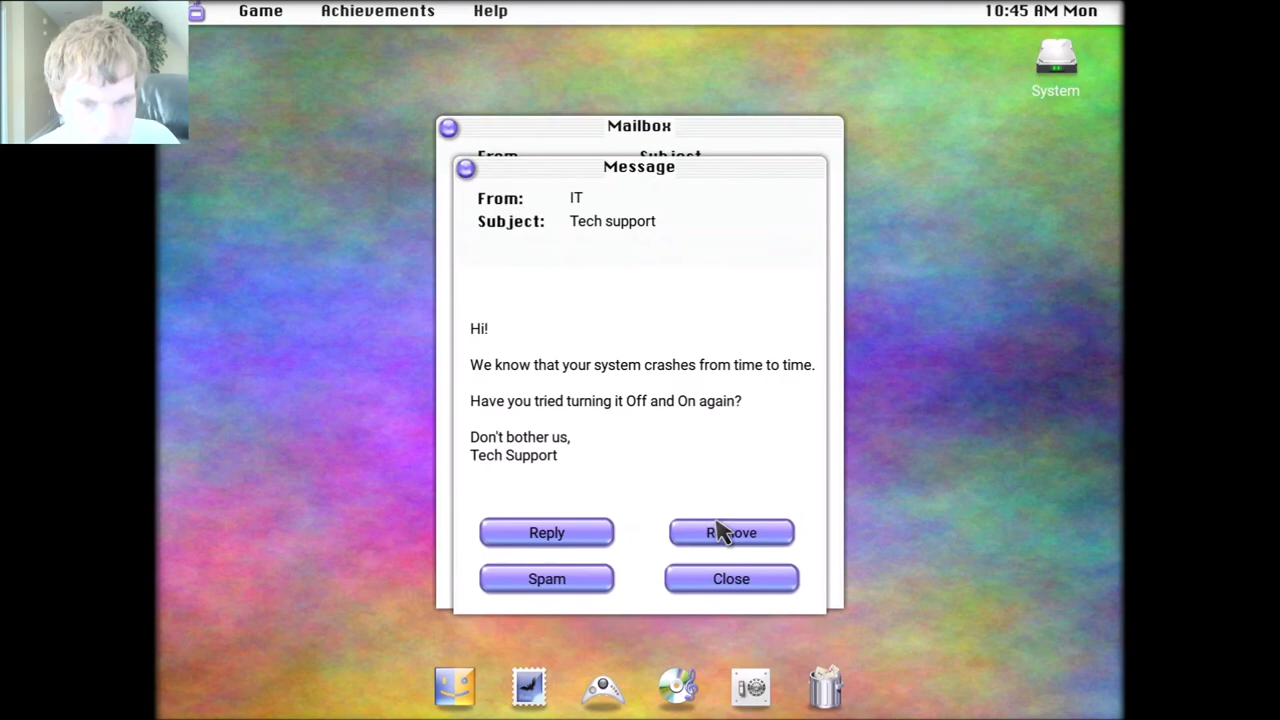 Game Achievements Help 10:45 AM Mon
System
Mailbox
From Subject
Message
From: IT
Subject: Tech support
Hi!
We know that your system crashes from time to time.
Have you tried turning it Off and On again?
Don't bother us,
Tech Support
Reply
Spam Close